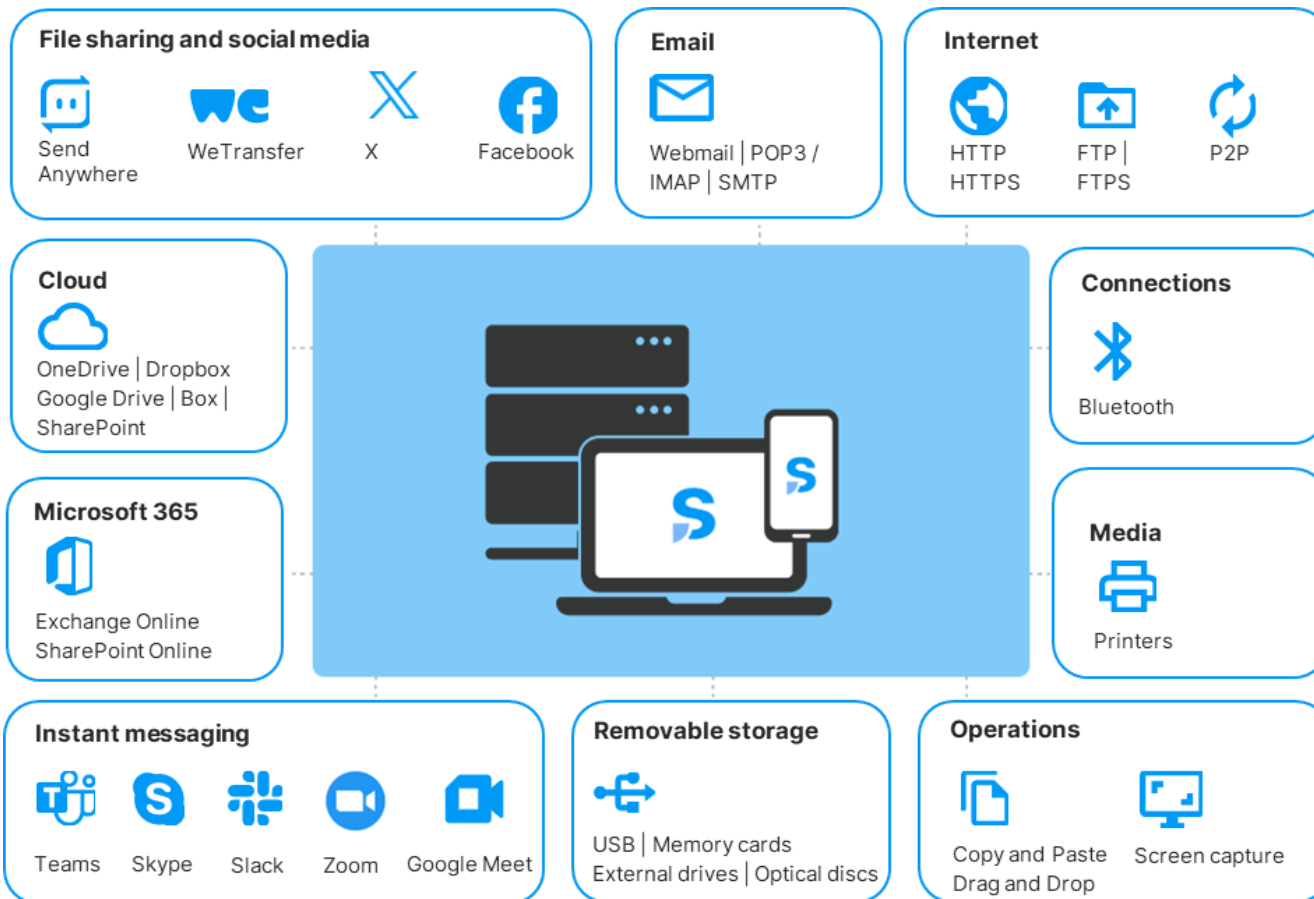 File sharing and social media
Send
Anywhere
WeTransfer
X
Facebook
Email
Webmail | POP3 /
IMAP | SMTP
Internet
HTTP
HTTPS
FTP |
FTPS
P2P
Cloud
OneDrive | Dropbox
Google Drive | Box |
SharePoint
Connections
Bluetooth
Microsoft 365
Exchange Online
SharePoint Online
Media
Printers
Instant messaging
Teams
Skype
Slack
Zoom
Google Meet
Removable storage
USB | Memory cards
External drives | Optical discs
Operations
Copy and Paste
Drag and Drop
Screen capture